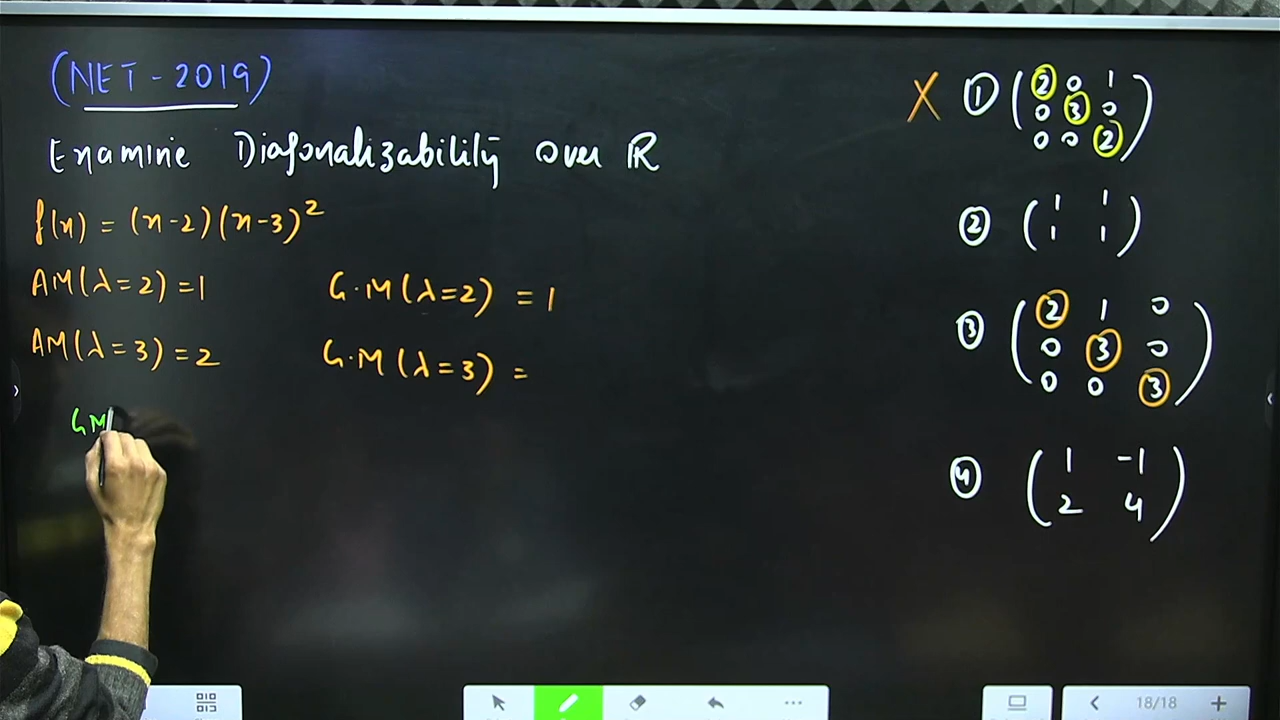 (NET-2019)
Examine Diagonalizability over ℝ
f(x) = (x-2)(x-3)²
AM(λ=2) = 1 G.M(λ=2) = 1
AM(λ=3) = 2 G.M(λ=3) =
GM
X ① ( 2 0 1
0 3 0
0 0 2 )
② ( 1 1
1 1 )
③ ( 2 1 0
0 3 0
0 0 3 )
④ ( 1 -1
2 4 )
18/18